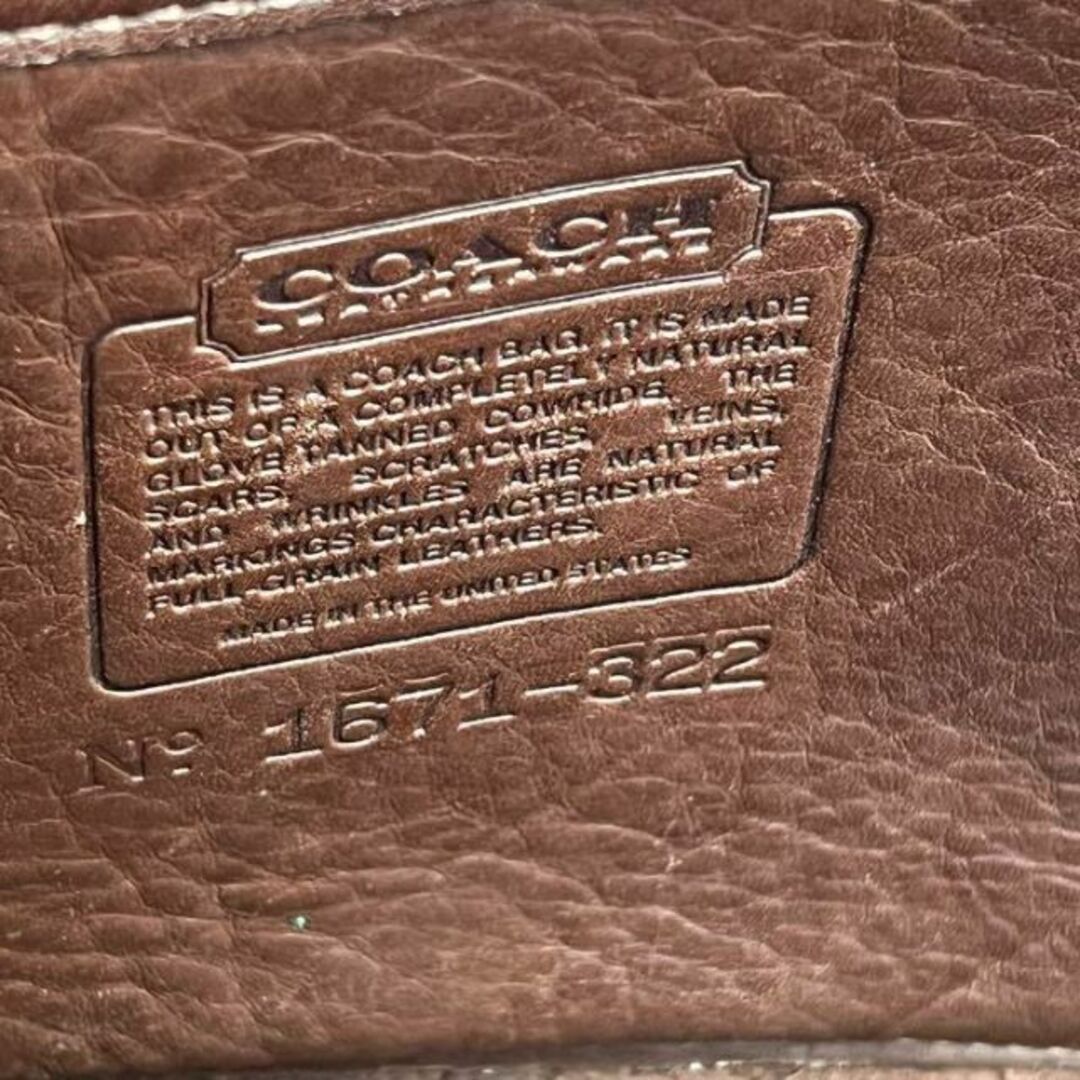 COACH
LEATHERWARE
THIS IS A COACH BAG. IT IS MADE
OUT OF A COMPLETELY NATURAL
GLOVE TANNED COWHIDE. THE
SCARS, SCRATCHES, VEINS,
AND WRINKLES ARE NATURAL
MARKINGS CHARACTERISTIC OF
FULL-GRAIN LEATHERS.
MADE IN THE UNITED STATES
Nº 1671-322